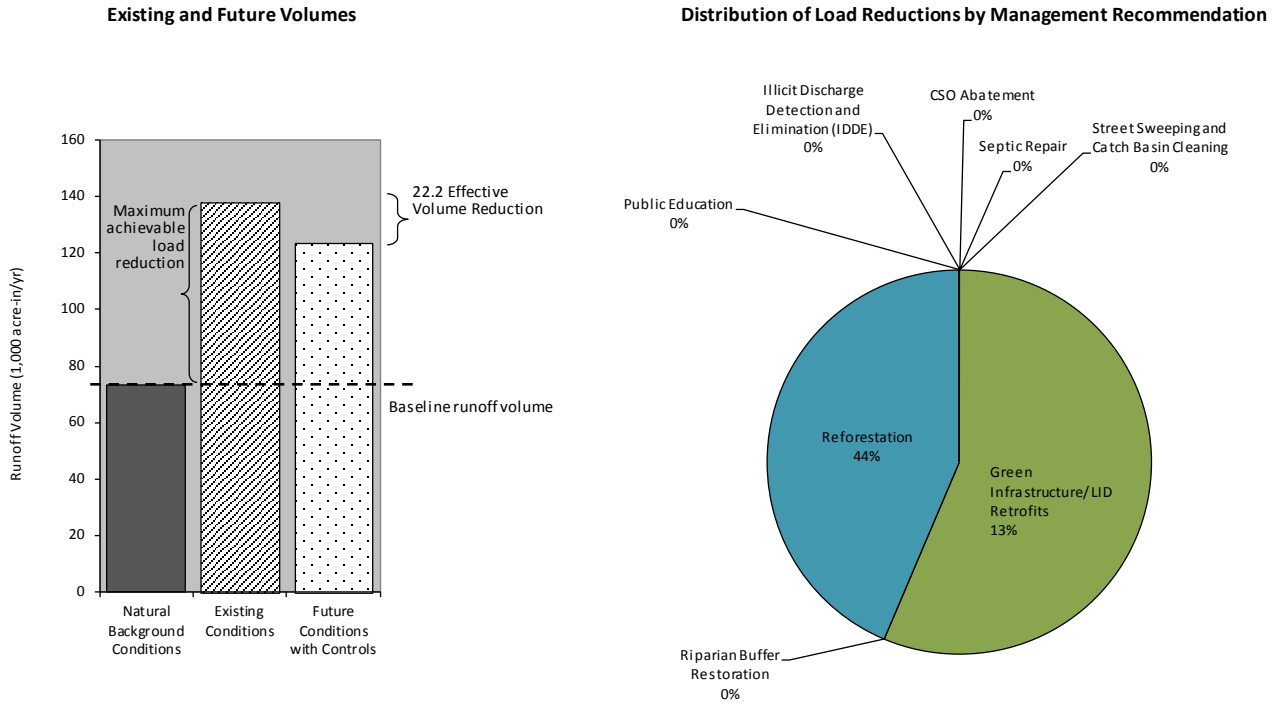 Existing and Future Volumes
Runoff Volume (1,000 acre-in/yr)
160
140
120
100
80
60
40
20
0
Maximum
achievable
load
reduction
22.2 Effective
Volume Reduction
Baseline runoff volume
Natural
Background
Conditions
Existing
Conditions
Future
Conditions
with Controls
Distribution of Load Reductions by Management Recommendation
Illicit Discharge
Detection and
Elimination (IDDE)
0%
CSO Abatement
0%
Septic Repair
0%
Street Sweeping and
Catch Basin Cleaning
0%
Public Education
0%
Reforestation
44%
Green
Infrastructure/LID
Retrofits
13%
Riparian Buffer
Restoration
0%